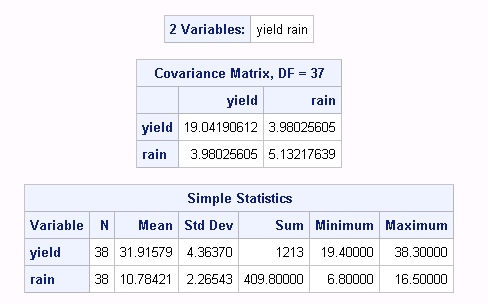 2 Variables: yield rain
Covariance Matrix, DF = 37
yield rain
yield 19.04190612 3.98025605
rain 3.98025605 5.13217639
Simple Statistics
Variable N Mean Std Dev Sum Minimum Maximum
yield 38 31.91579 4.36370 1213 19.40000 38.30000
rain 38 10.78421 2.26543 409.80000 6.80000 16.50000